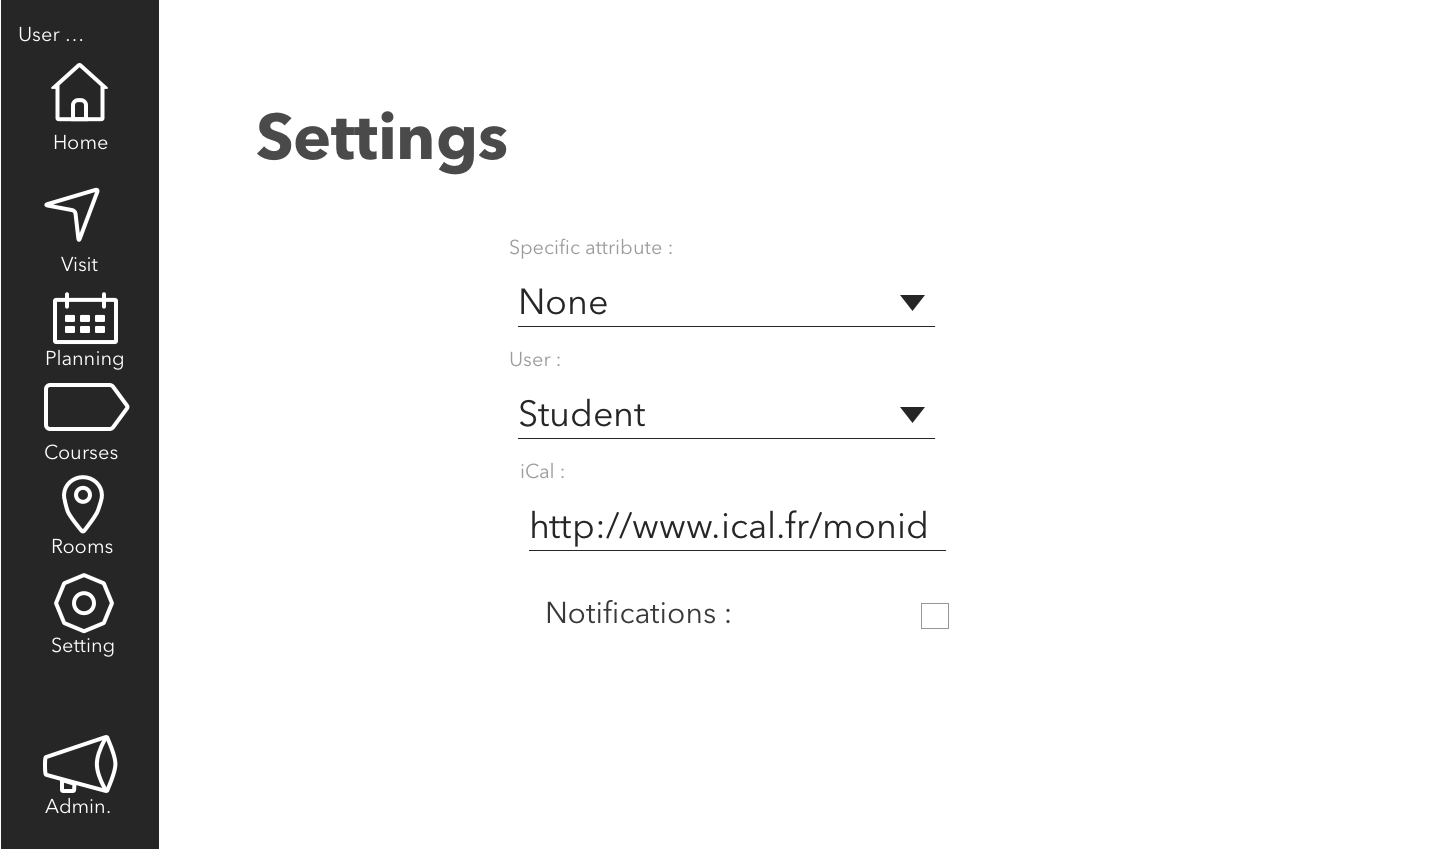 User ...
Home
Visit
Planning
Courses
Rooms
Setting
Admin.
Settings
Specific attribute :
None
User :
Student
iCal :
http://www.ical.fr/monid
Notifications :